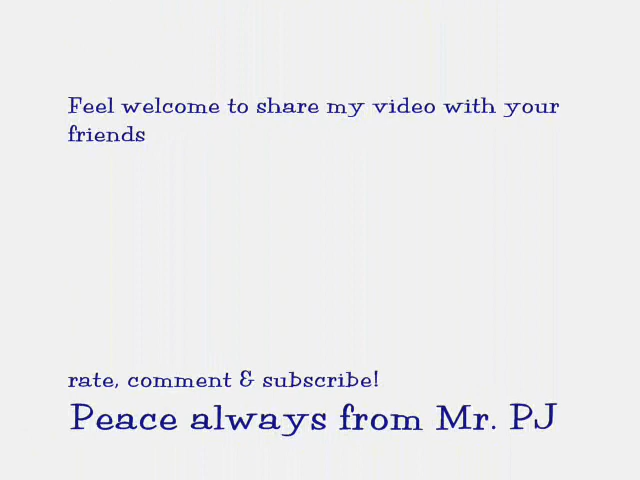 Feel welcome to share my video with your
friends
rate, comment & subscribe!
Peace always from Mr. PJ